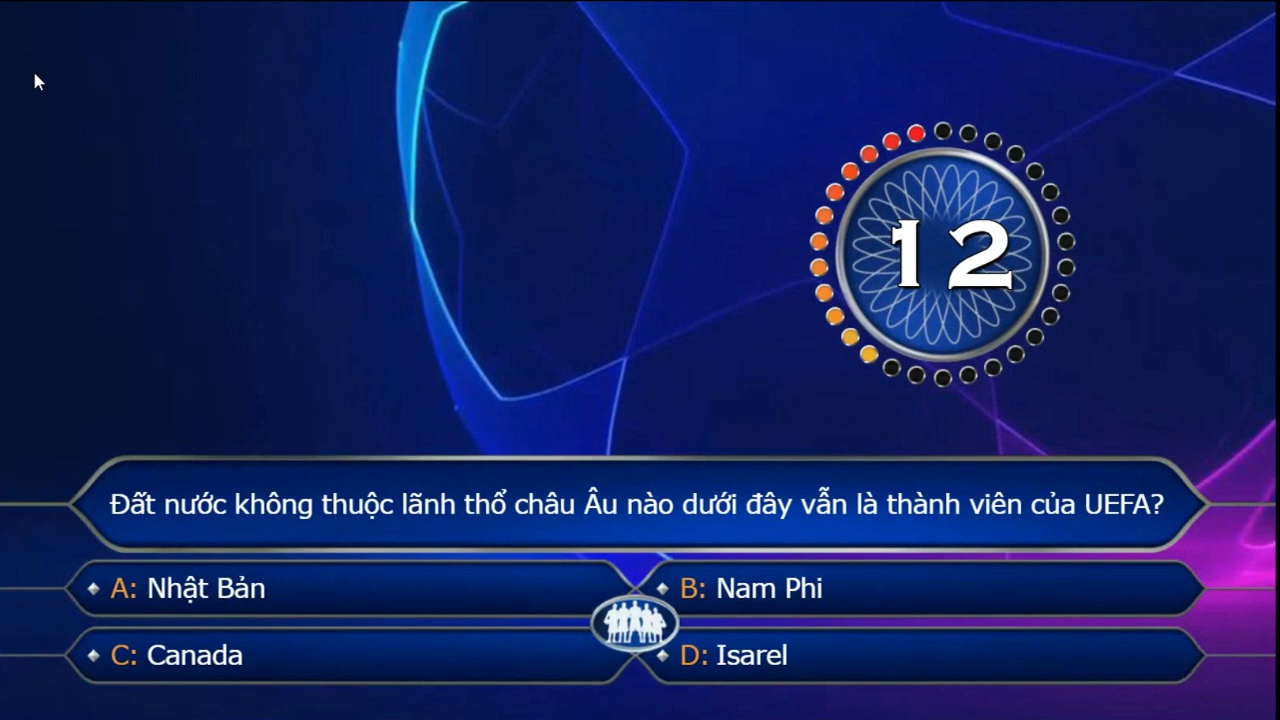 12
Đất nước không thuộc lãnh thổ châu Âu nào dưới đây vẫn là thành viên của UEFA?
A: Nhật Bản
B: Nam Phi
C: Canada
D: Isarel